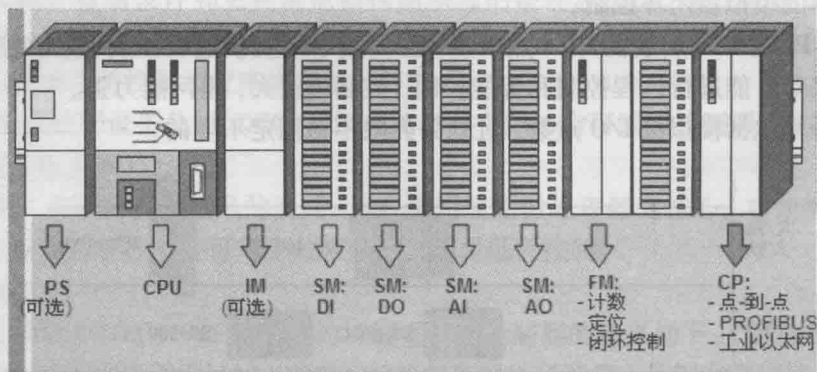 PS
(可选)
CPU
IM
(可选)
SM:
DI
SM:
DO
SM:
AI
SM:
AO
FM:
- 计数
- 定位
- 闭环控制
CP:
- 点-到-点
- PROFIBUS
- 工业以太网